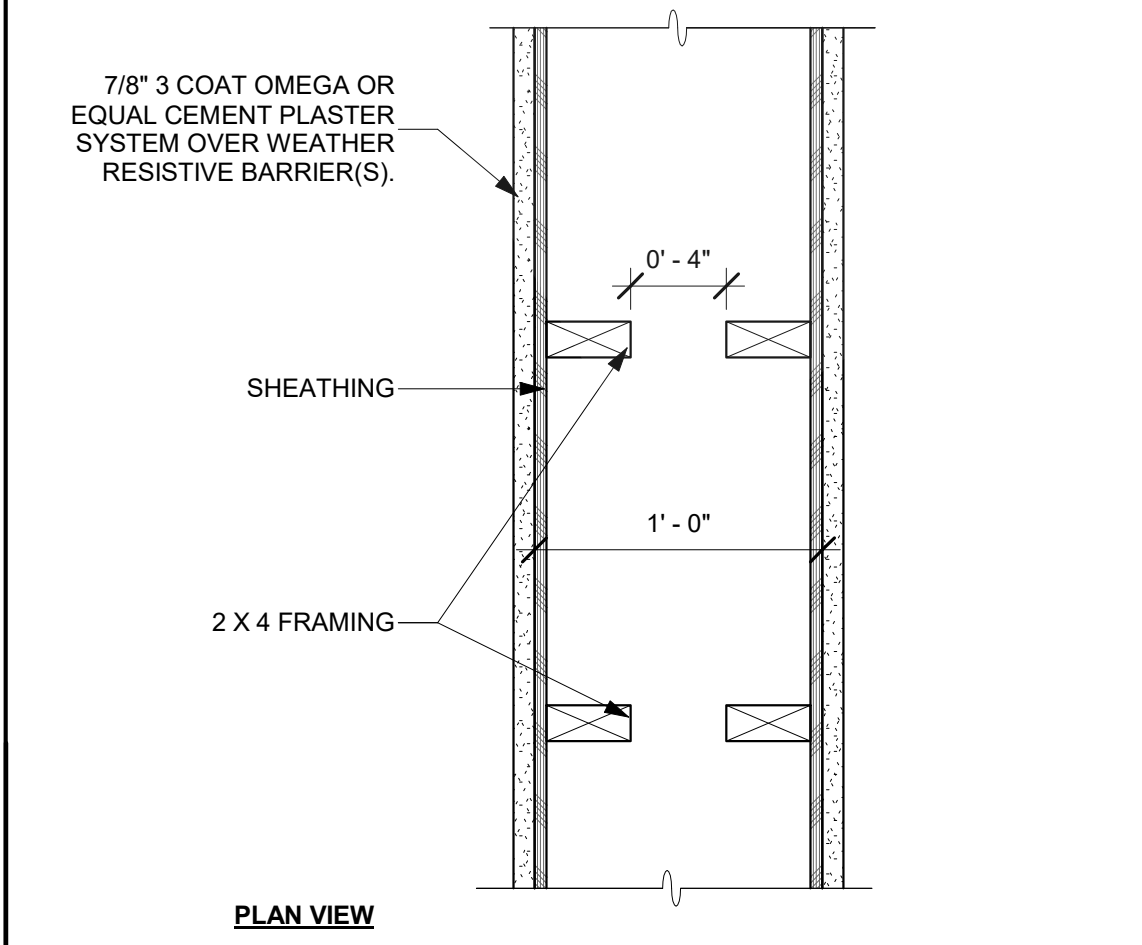 7/8" 3 COAT OMEGA OR
EQUAL CEMENT PLASTER
SYSTEM OVER WEATHER
RESISTIVE BARRIER(S).
0' - 4"
SHEATHING
1' - 0"
2 X 4 FRAMING
PLAN VIEW